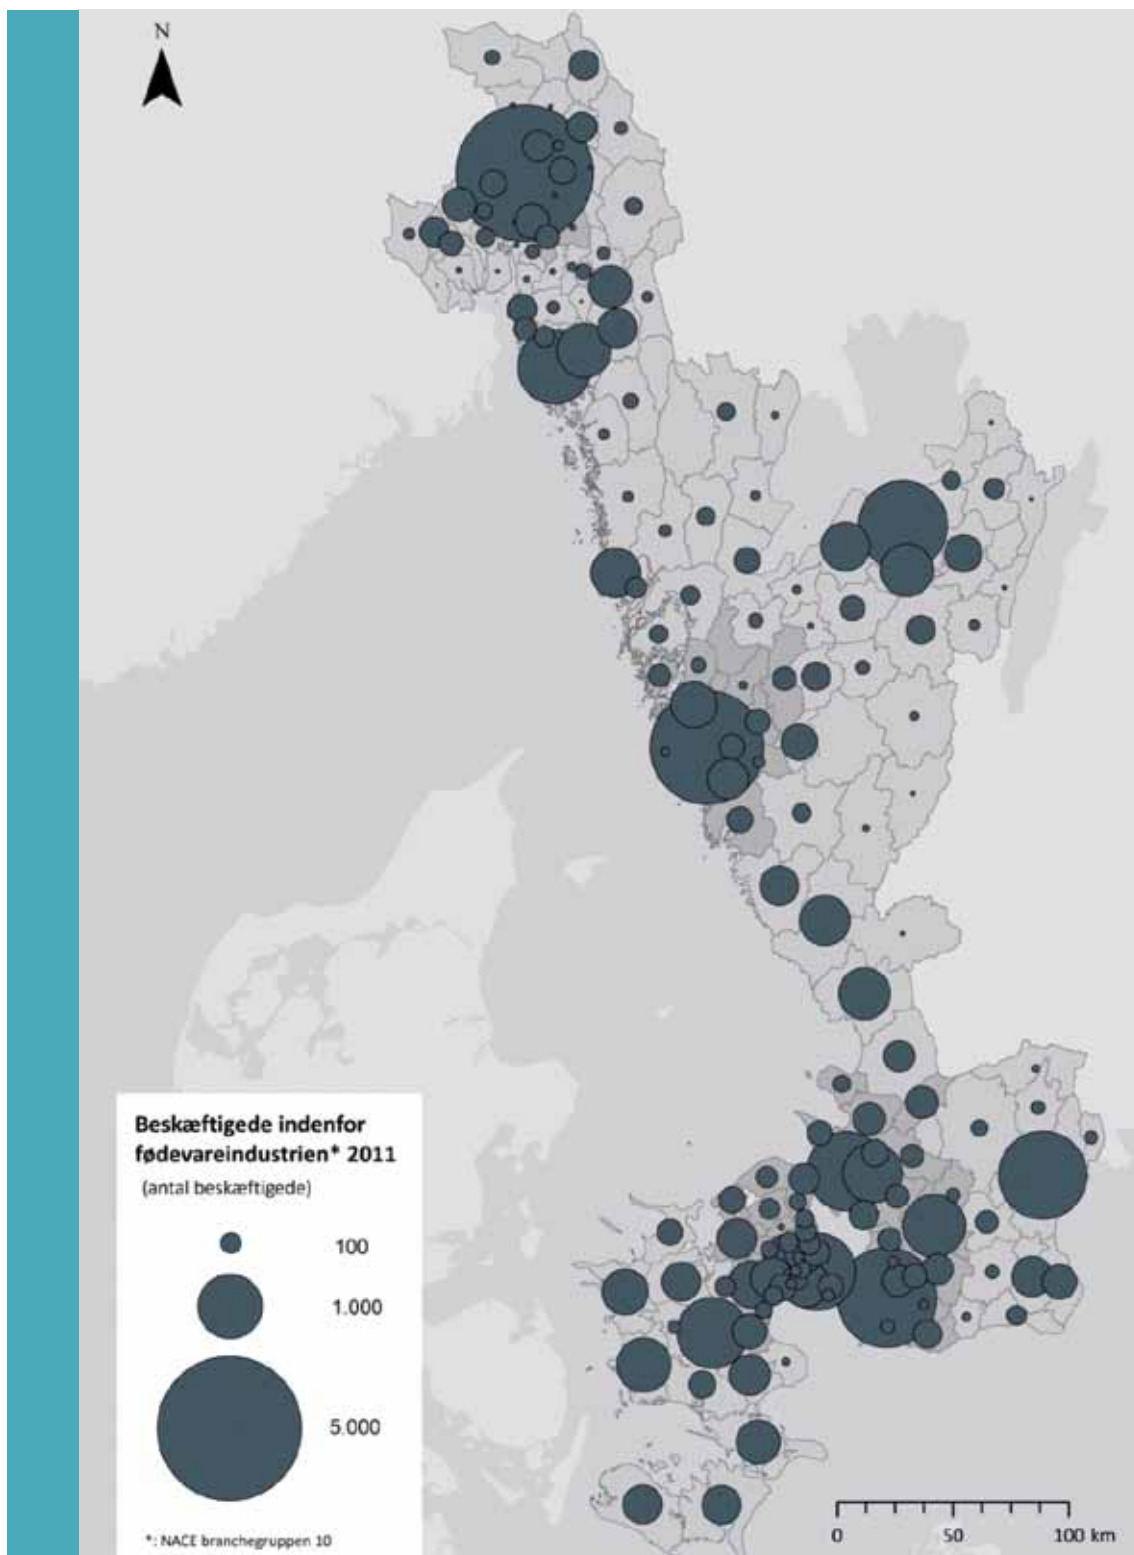 N
Beskæftigede indenfor
fødevareindustrien* 2011
(antal beskæftigede)
100
1.000
5.000
*: NACE branchegruppen 10
0 50 100 km